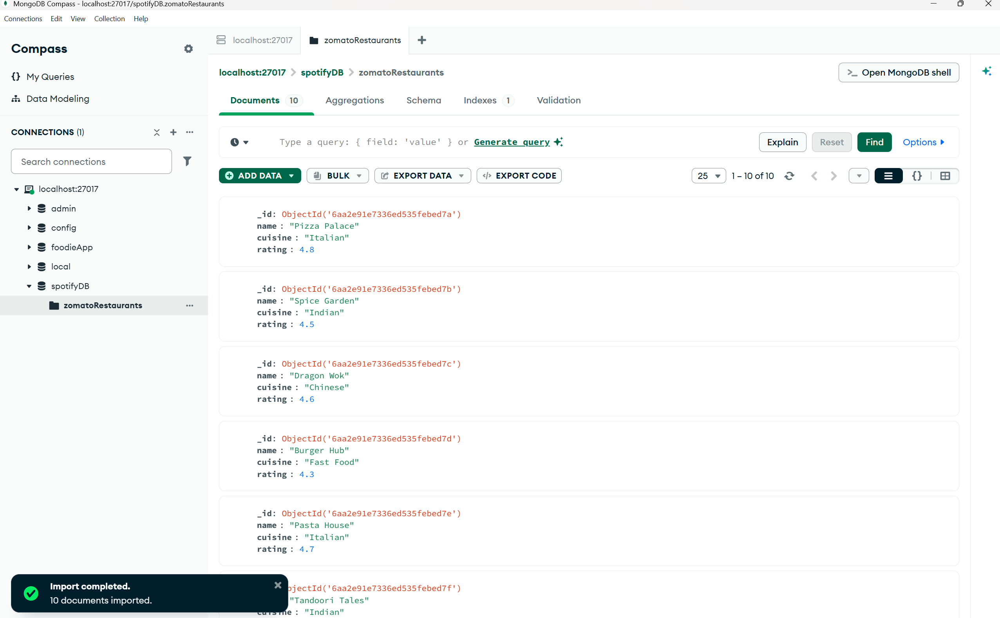 MongoDB Compass - localhost:27017/spotifyDB.zomatoRestaurants
Connections Edit View Collection Help
Compass
My Queries
Data Modeling
CONNECTIONS (1)
Search connections
localhost:27017
admin
config
foodieApp
local
spotifyDB
zomatoRestaurants
localhost:27017 zomatoRestaurants
localhost:27017 > spotifyDB > zomatoRestaurants
>_ Open MongoDB shell
Documents 10 Aggregations Schema Indexes 1 Validation
Type a query: { field: 'value' } or Generate query
Explain Reset Find Options
ADD DATA BULK EXPORT DATA EXPORT CODE
25 1 – 10 of 10
_id: ObjectId('6aa2e91e7336ed535febed7a')
name : "Pizza Palace"
cuisine : "Italian"
rating : 4.8
_id: ObjectId('6aa2e91e7336ed535febed7b')
name : "Spice Garden"
cuisine : "Indian"
rating : 4.5
_id: ObjectId('6aa2e91e7336ed535febed7c')
name : "Dragon Wok"
cuisine : "Chinese"
rating : 4.6
_id: ObjectId('6aa2e91e7336ed535febed7d')
name : "Burger Hub"
cuisine : "Fast Food"
rating : 4.3
_id: ObjectId('6aa2e91e7336ed535febed7e')
name : "Pasta House"
cuisine : "Italian"
rating : 4.7
bjectId('6aa2e91e7336ed535febed7f')
"Tandoori Tales"
cuisine : "Indian"
Import completed.
10 documents imported.